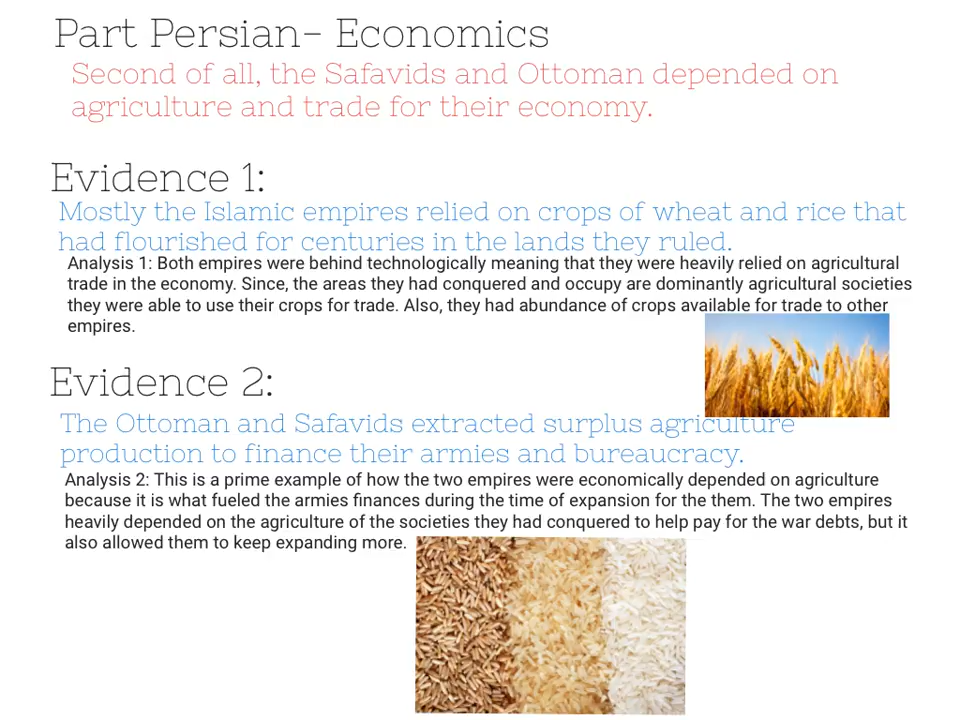 Part Persian- Economics
Second of all, the Safavids and Ottoman depended on
agriculture and trade for their economy.
Evidence 1:
Mostly the Islamic empires relied on crops of wheat and rice that
had flourished for centuries in the lands they ruled.
Analysis 1: Both empires were behind technologically meaning that they were heavily relied on agricultural
trade in the economy. Since, the areas they had conquered and occupy are dominantly agricultural societies
they were able to use their crops for trade. Also, they had abundance of crops available for trade to other
empires.
Evidence 2:
The Ottoman and Safavids extracted surplus agriculture
production to finance their armies and bureaucracy.
Analysis 2: This is a prime example of how the two empires were economically depended on agriculture
because it is what fueled the armies finances during the time of expansion for the them. The two empires
heavily depended on the agriculture of the societies they had conquered to help pay for the war debts, but it
also allowed them to keep expanding more.